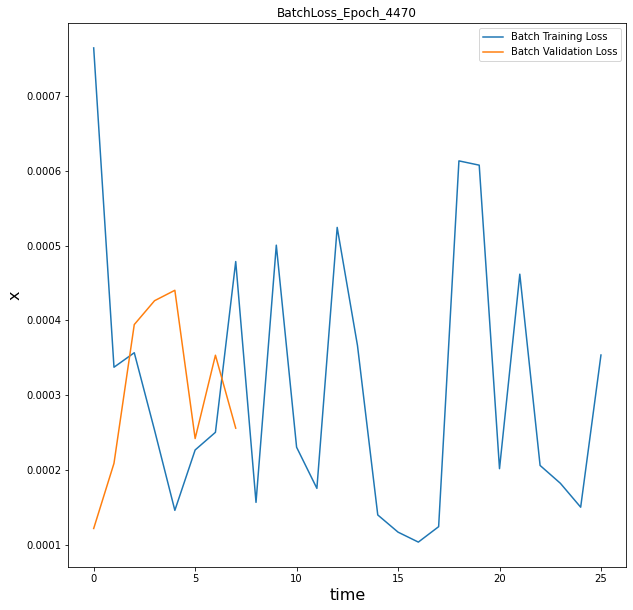 BatchLoss_Epoch_4470
Batch Training Loss
Batch Validation Loss
0.0007
0.0006
0.0005
0.0004
0.0003
0.0002
0.0001
x
0 5 10 15 20 25
time